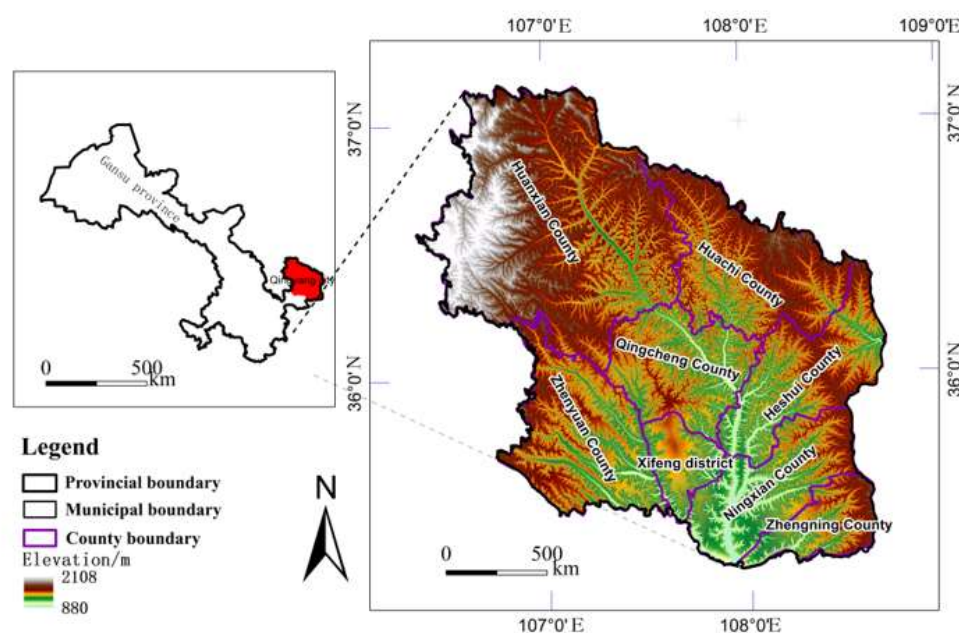 107°0′E
108°0′E
109°0′E
37°0′N
36°0′N
Gansu province
0
500
km
Legend
Provincial boundary
Municipal boundary
County boundary
Elevation/m
2108
880
N
Huanxian County
Huachi County
Qingcheng County
Heshui County
Zhenyuan County
Xifeng district
Ningxian County
Zhengning County
0
500
km
37°0′N
36°0′N
107°0′E
108°0′E